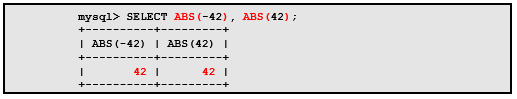 mysql> SELECT ABS(-42), ABS(42);
+----------+---------+
| ABS(-42) | ABS(42) |
+----------+---------+
|       42 |      42 |
+----------+---------+